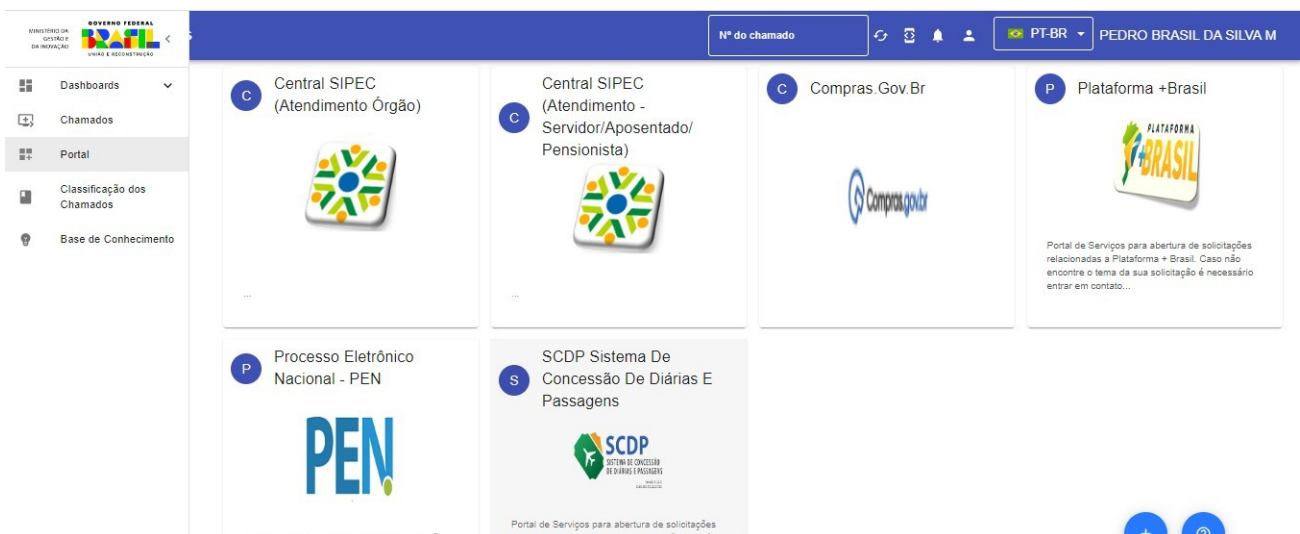 GOVERNO FEDERAL
MINISTÉRIO DA
GESTÃO E
DA INOVAÇÃO
BRASIL
UNIÃO E RECONSTRUÇÃO
Nº do chamado
PT-BR
PEDRO BRASIL DA SILVA M
Dashboards
Chamados
Portal
Classificação dos
Chamados
Base de Conhecimento
C
Central SIPEC
(Atendimento Órgão)
...
C
Central SIPEC
(Atendimento -
Servidor/Aposentado/
Pensionista)
...
C
Compras.Gov.Br
Compras.gov.br
P
Plataforma +Brasil
PLATAFORMA
+BRASIL
Portal de Serviços para abertura de solicitações
relacionadas a Plataforma + Brasil. Caso não
encontre o tema da sua solicitação é necessário
entrar em contato...
P
Processo Eletrônico
Nacional - PEN
PEN
S
SCDP Sistema De
Concessão De Diárias E
Passagens
SCDP
SISTEMA DE CONCESSÃO
DE DIÁRIAS E PASSAGENS
Portal de Serviços para abertura de solicitações